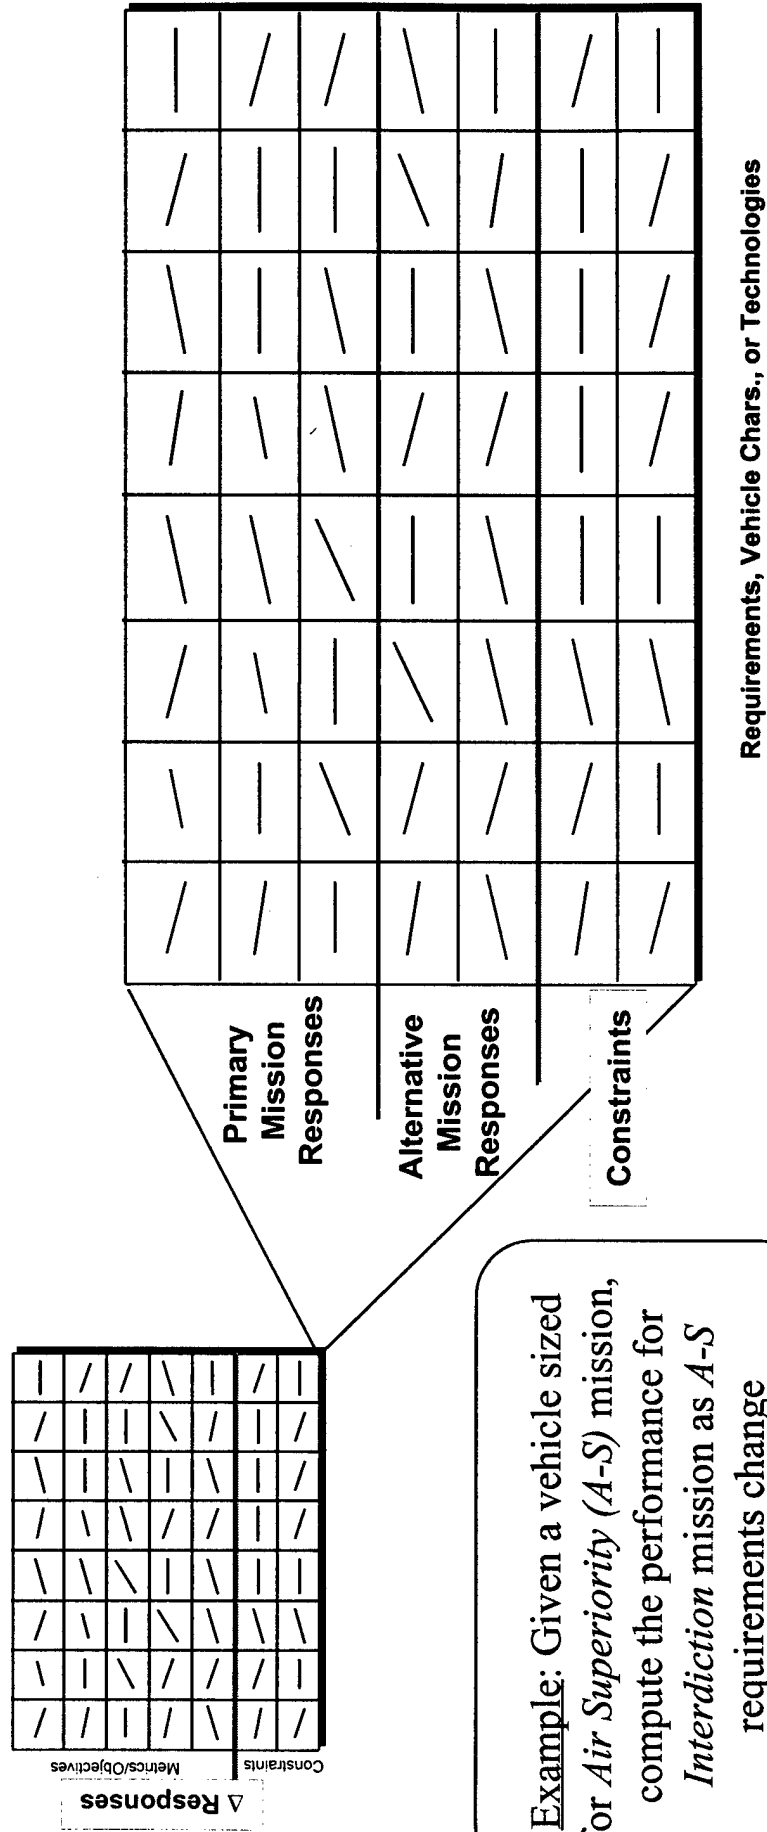 Δ Responses
Metrics/Objectives
Constraints
Primary
Mission
Responses
Alternative
Mission
Responses
Constraints
Requirements, Vehicle Chars., or Technologies
Example: Given a vehicle sized
or Air Superiority (A-S) mission,
compute the performance for
Interdiction mission as A-S
requirements change